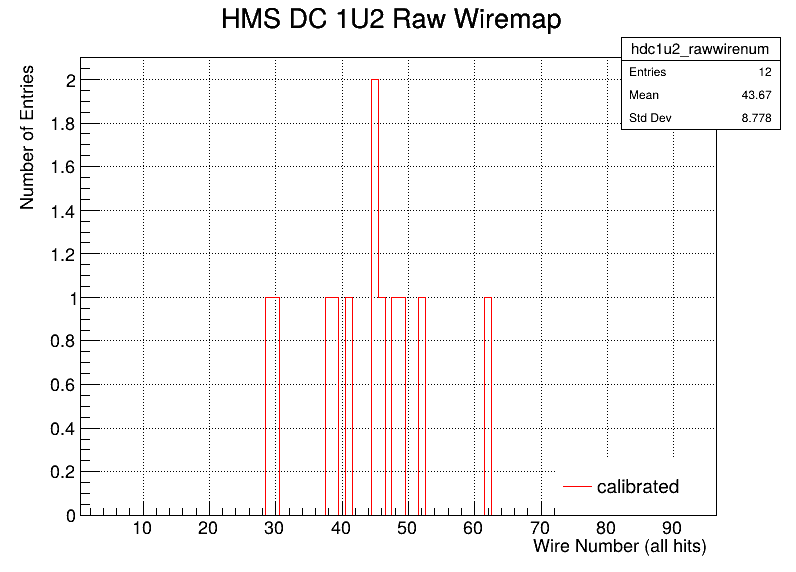 HMS DC 1U2 Raw Wiremap
hdc1u2_rawwirenum
Entries 12
Mean 43.67
Std Dev 8.778
Number of Entries
2
1.8
1.6
1.4
1.2
1
0.8
0.6
0.4
0.2
0
calibrated
10 20 30 40 50 60 70 80 90
Wire Number (all hits)